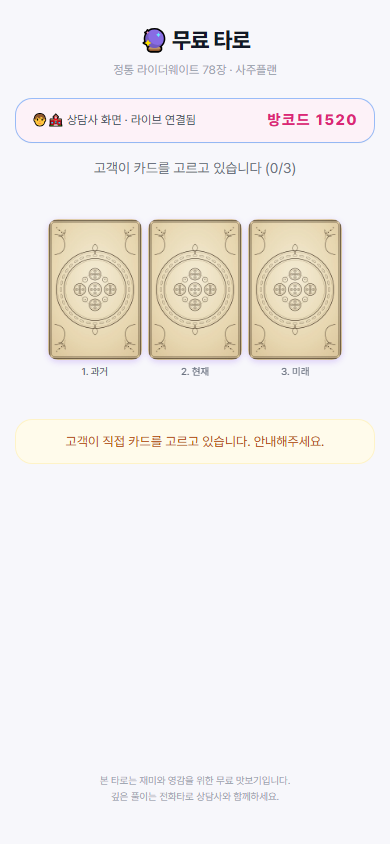 🔮 무료 타로
정통 라이더웨이트 78장 · 사주플랜
🧑‍🏫 상담사 화면 · 라이브 연결됨
방코드 1520
고객이 카드를 고르고 있습니다 (0/3)
1. 과거
2. 현재
3. 미래
고객이 직접 카드를 고르고 있습니다. 안내해주세요.
본 타로는 재미와 영감을 위한 무료 맛보기입니다.
깊은 풀이는 전화타로 상담사와 함께하세요.